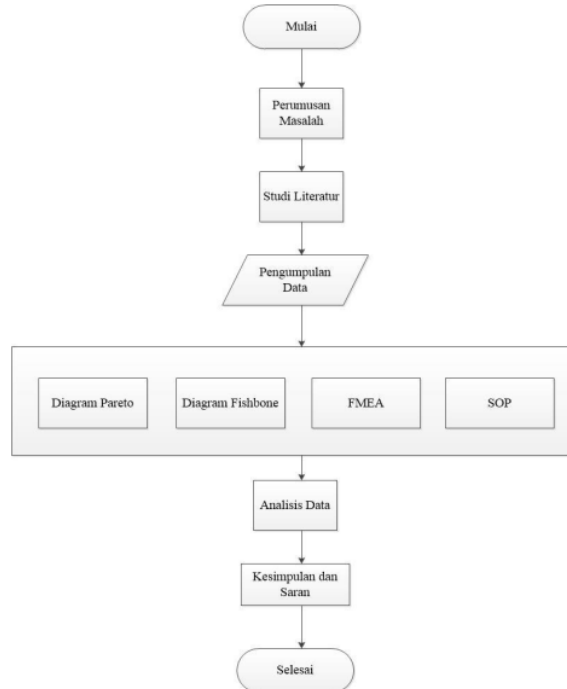 Mulai
Perumusan
Masalah
Studi Literatur
Pengumpulan
Data
Diagram Pareto
Diagram Fishbone
FMEA
SOP
Analisis Data
Kesimpulan dan
Saran
Selesai